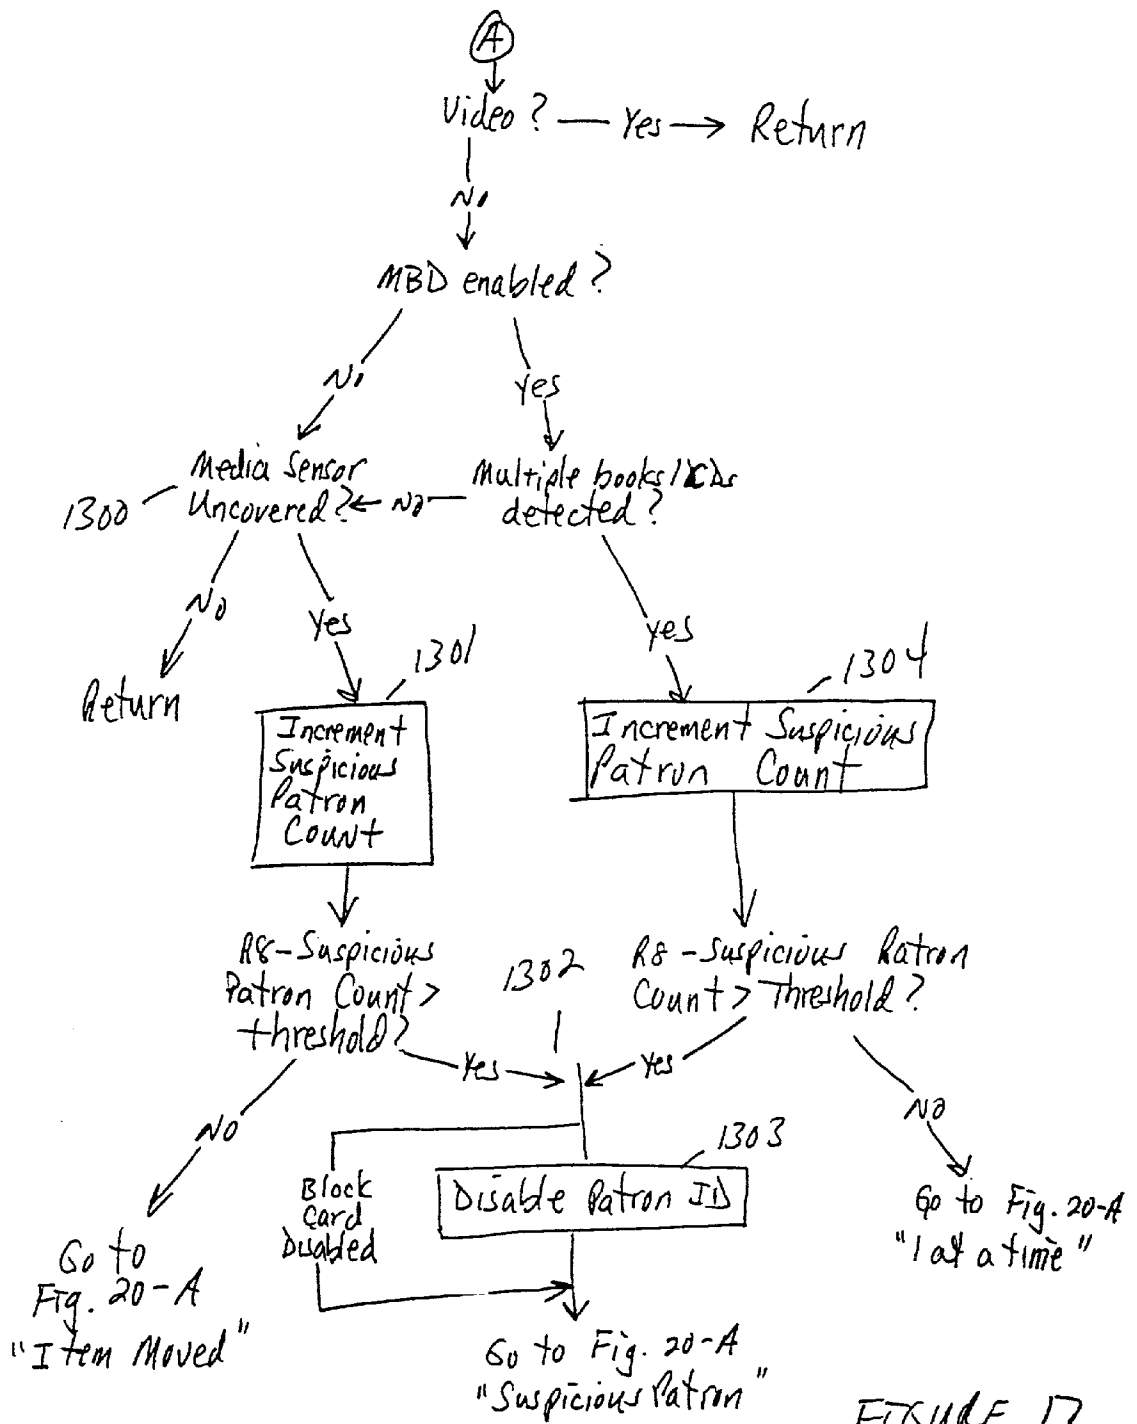 A
Video? Yes Return
No
MBD enabled?
No
Yes
Media Sensor
Uncovered?
1300
No
Multiple books/CDs
detected?
No
Yes
Yes
1301
1304
Return
Increment
Suspicious
Patron
Count
Increment Suspicious
Patron Count
R8-Suspicious
Patron Count >
threshold?
1302
R8-Suspicious Patron
Count > Threshold?
Yes
Yes
No
No
1303
Block
Card
Disabled
Disable Patron ID
Go to
Fig. 20-A
"Item Moved"
Go to Fig. 20-A
"1 at a time"
Go to Fig. 20-A
"Suspicious Patron"
FIGURE 17